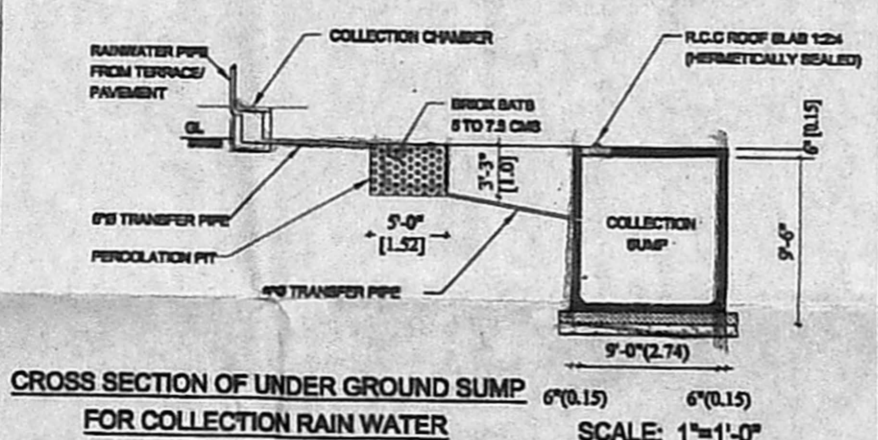 RAINWATER PIPE
FROM TERRACE/
PAVEMENT
COLLECTION CHAMBER
R.C.C ROOF SLAB 1:2:4
(HERMETICALLY SEALED)
BRICK BATS
5 TO 7.5 CMS
GL
6" [0.15]
3'-3"
[1.0]
6"Ø TRANSFER PIPE
5'-0"
[1.52]
COLLECTION
SUMP
9'-6"
PERCOLATION PIT
6"Ø TRANSFER PIPE
9'-0"(2.74)
CROSS SECTION OF UNDER GROUND SUMP
FOR COLLECTION RAIN WATER
6"(0.15)
6"(0.15)
SCALE: 1"=1'-0"